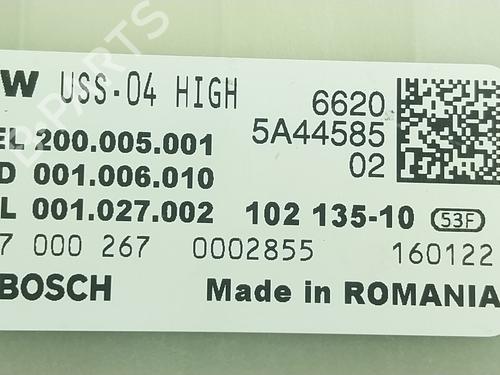 W USS-04 HIGH 6620
EL 200.005.001 5A44585
D 001.006.010 02
L 001.027.002 102 135-10 53F
7 000 267 0002855 160122
BOSCH Made in ROMANIA
B-PARTS